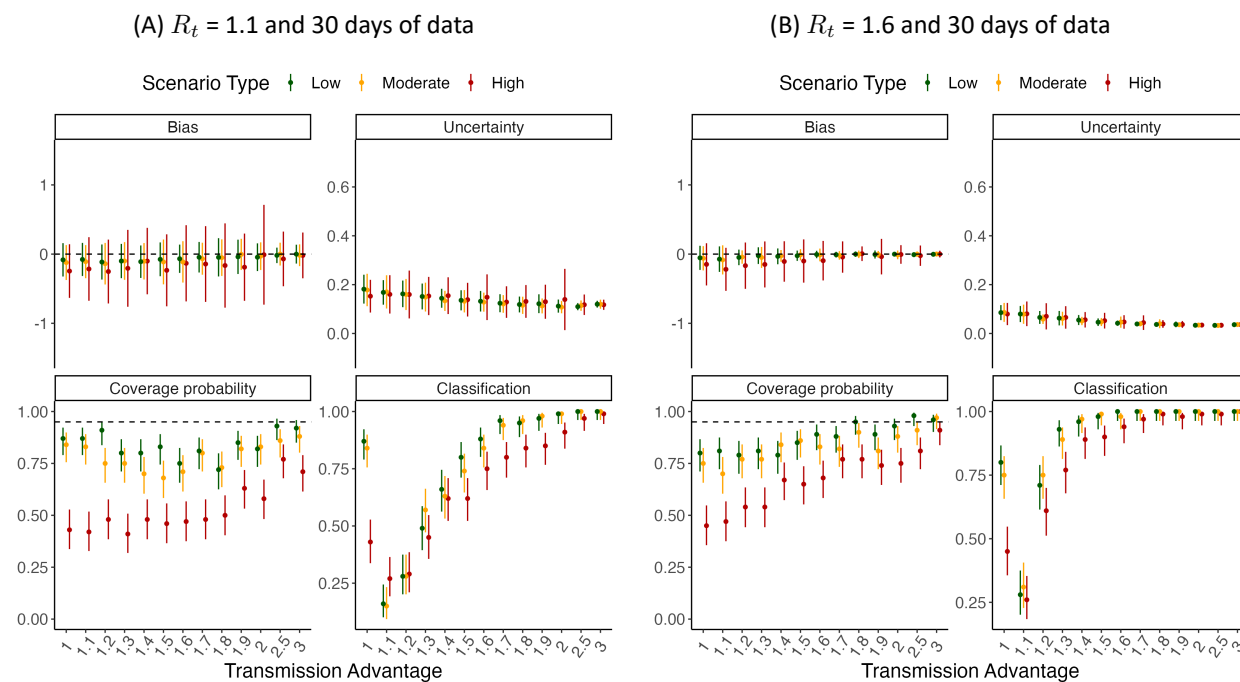 (A) R_t = 1.1 and 30 days of data
Scenario Type Low Moderate High
Bias
Uncertainty
1
0
-1
0.6
0.4
0.2
0.0
Coverage probability
Classification
1.00
0.75
0.50
0.25
0.00
1.00
0.75
0.50
0.25
1 1.1 1.2 1.3 1.4 1.5 1.6 1.7 1.8 1.9 2 2.5 3
1 1.1 1.2 1.3 1.4 1.5 1.6 1.7 1.8 1.9 2 2.5 3
Transmission Advantage
(B) R_t = 1.6 and 30 days of data
Scenario Type Low Moderate High
Bias
Uncertainty
1
0
-1
0.6
0.4
0.2
0.0
Coverage probability
Classification
1.00
0.75
0.50
0.25
0.00
1.00
0.75
0.50
0.25
1 1.1 1.2 1.3 1.4 1.5 1.6 1.7 1.8 1.9 2 2.5 3
1 1.1 1.2 1.3 1.4 1.5 1.6 1.7 1.8 1.9 2 2.5 3
Transmission Advantage